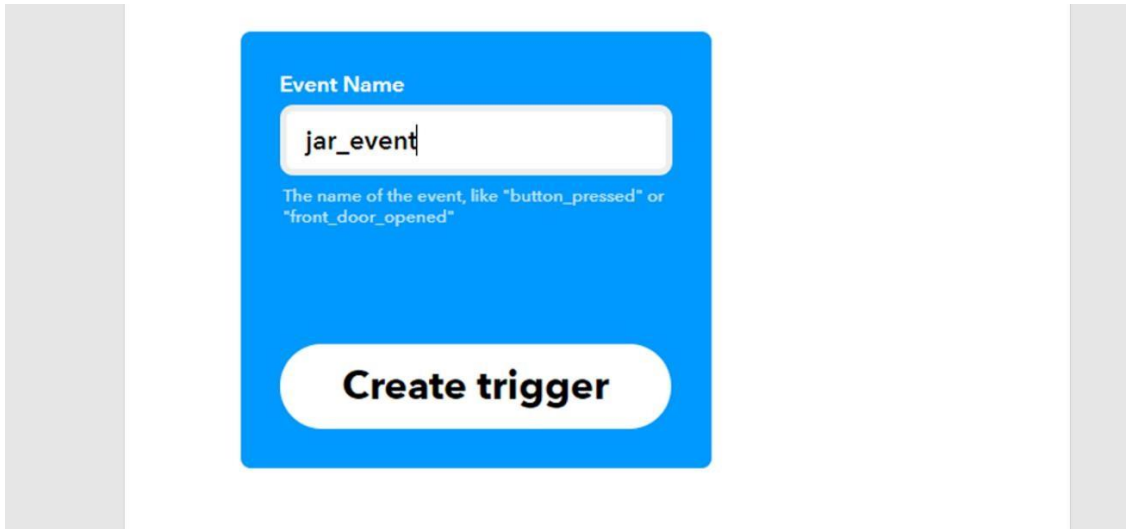 Event Name
jar_event
The name of the event, like "button_pressed" or
"front_door_opened"
Create trigger